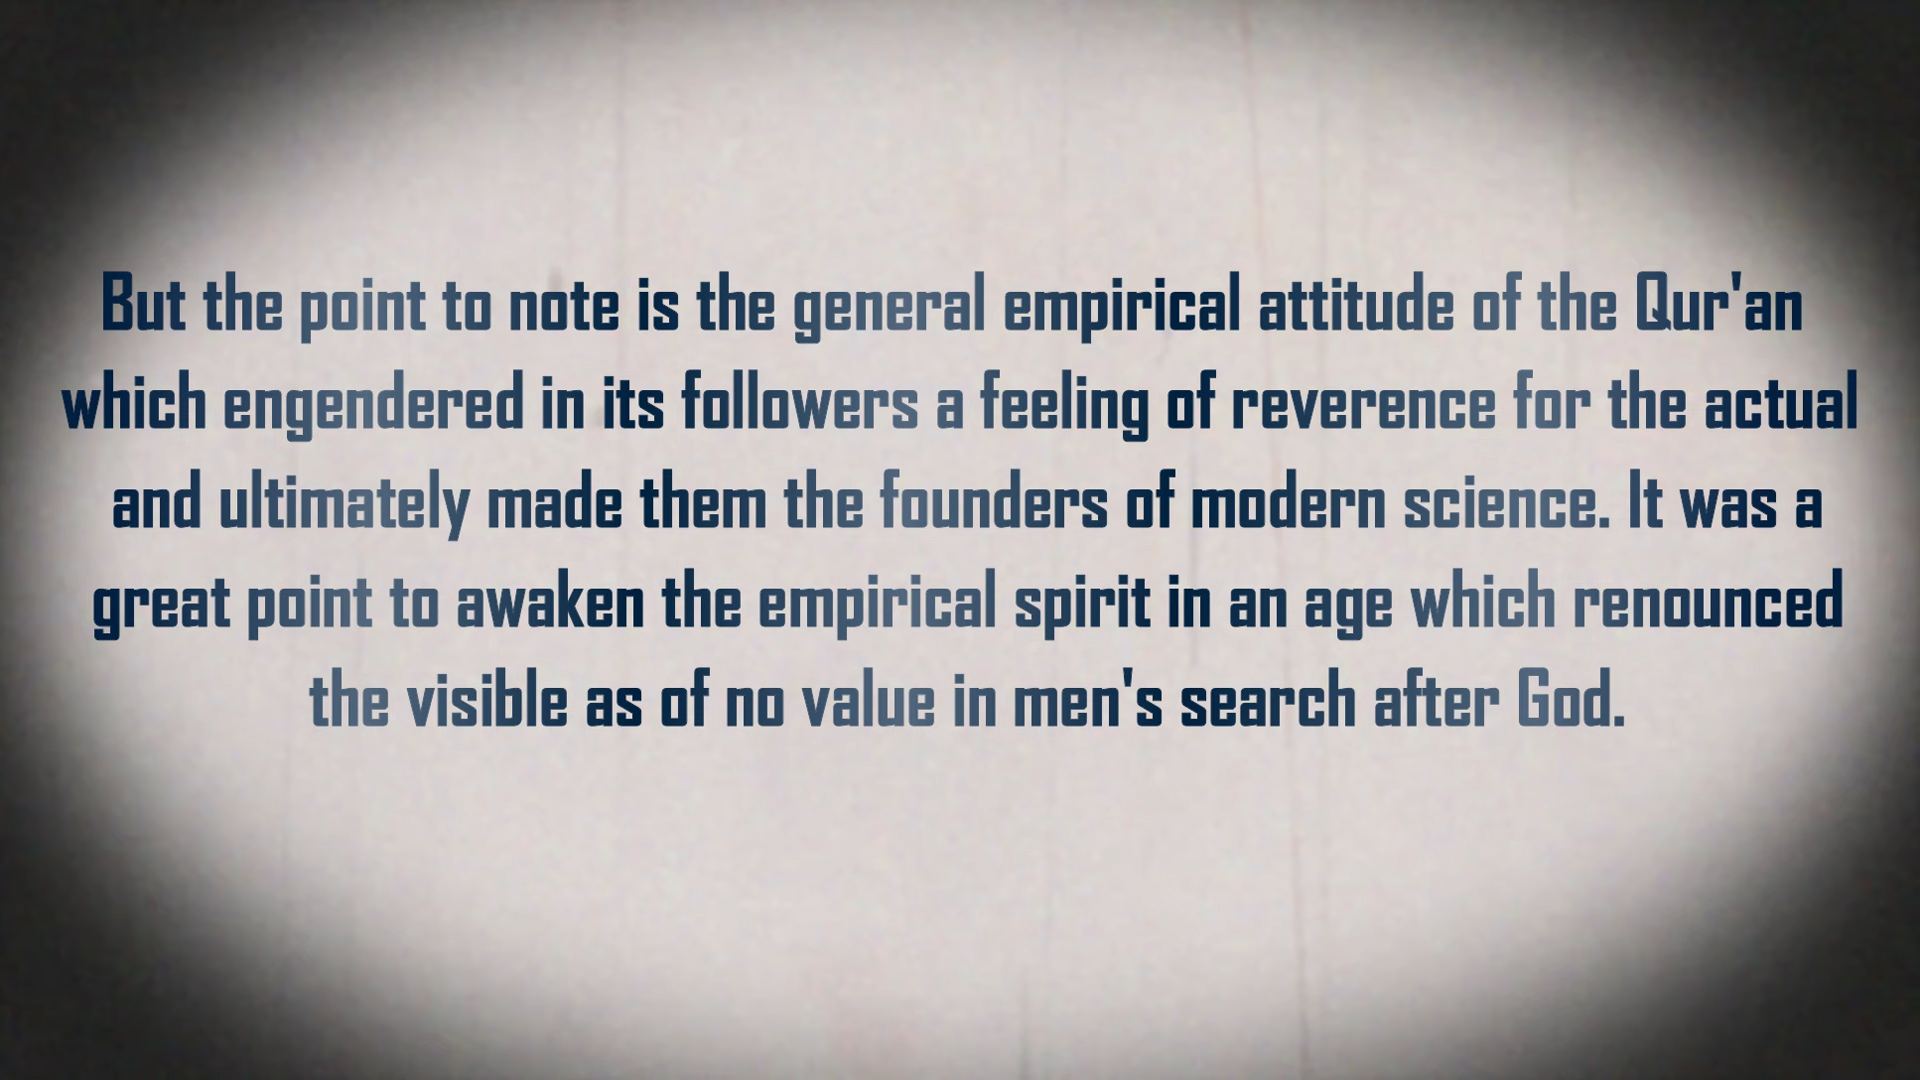 But the point to note is the general empirical attitude of the Qur'an
which engendered in its followers a feeling of reverence for the actual
and ultimately made them the founders of modern science. It was a
great point to awaken the empirical spirit in an age which renounced
the visible as of no value in men's search after God.